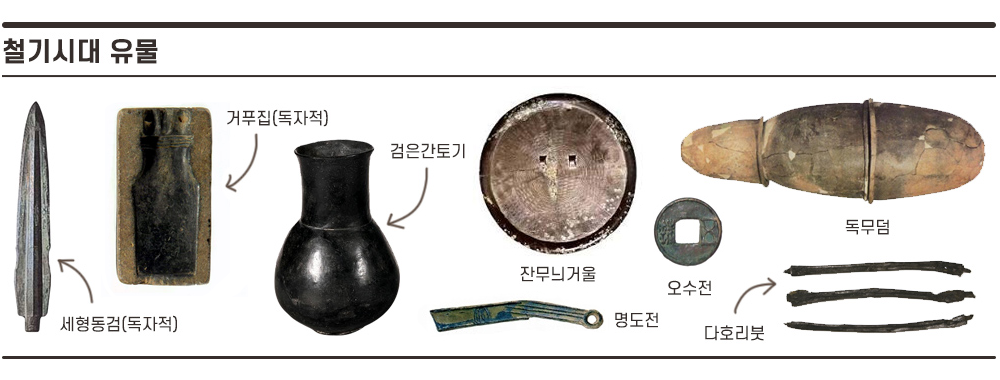 철기시대 유물
거푸집(독자적)
검은간토기
잔무늬거울
독무덤
오수전
세형동검(독자적)
명도전
다호리붓